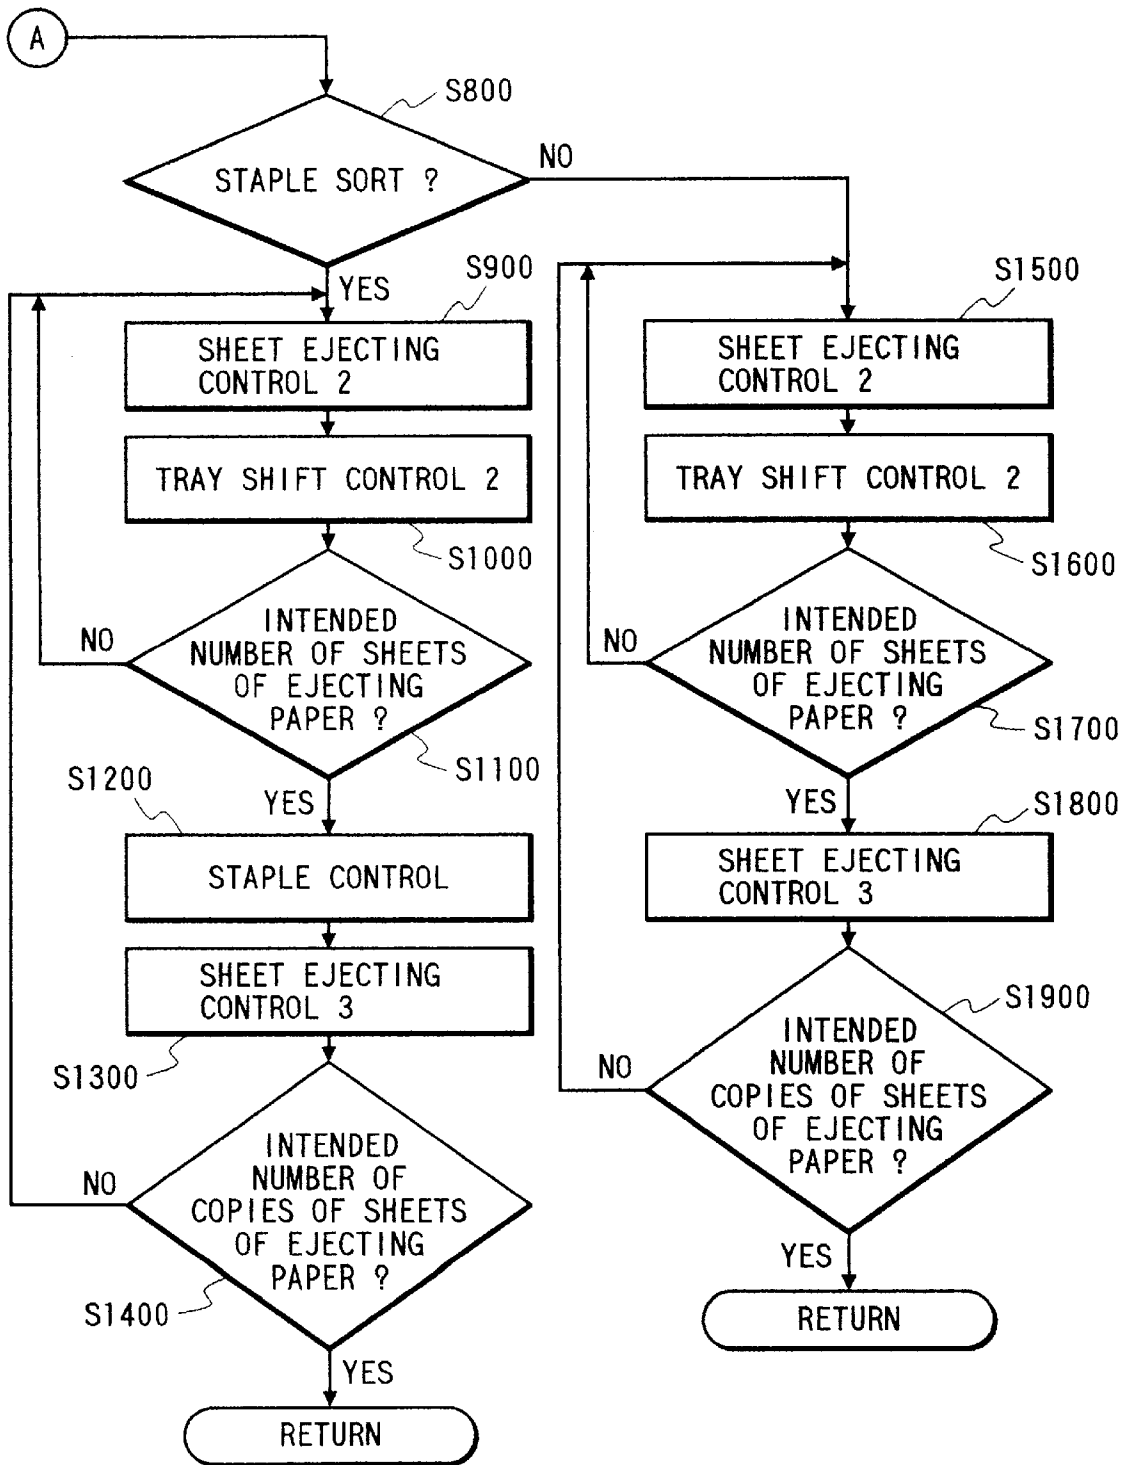 A
S800
STAPLE SORT ?
NO
YES
S900
SHEET EJECTING
CONTROL 2
TRAY SHIFT CONTROL 2
S1000
INTENDED
NUMBER OF SHEETS
OF EJECTING
PAPER ?
NO
S1100
YES
S1200
STAPLE CONTROL
SHEET EJECTING
CONTROL 3
S1300
INTENDED
NUMBER OF
COPIES OF SHEETS
OF EJECTING
PAPER ?
NO
S1400
YES
RETURN
S1500
SHEET EJECTING
CONTROL 2
TRAY SHIFT CONTROL 2
S1600
INTENDED
NUMBER OF SHEETS
OF EJECTING
PAPER ?
NO
S1700
YES
S1800
SHEET EJECTING
CONTROL 3
S1900
INTENDED
NUMBER OF
COPIES OF SHEETS
OF EJECTING
PAPER ?
NO
YES
RETURN